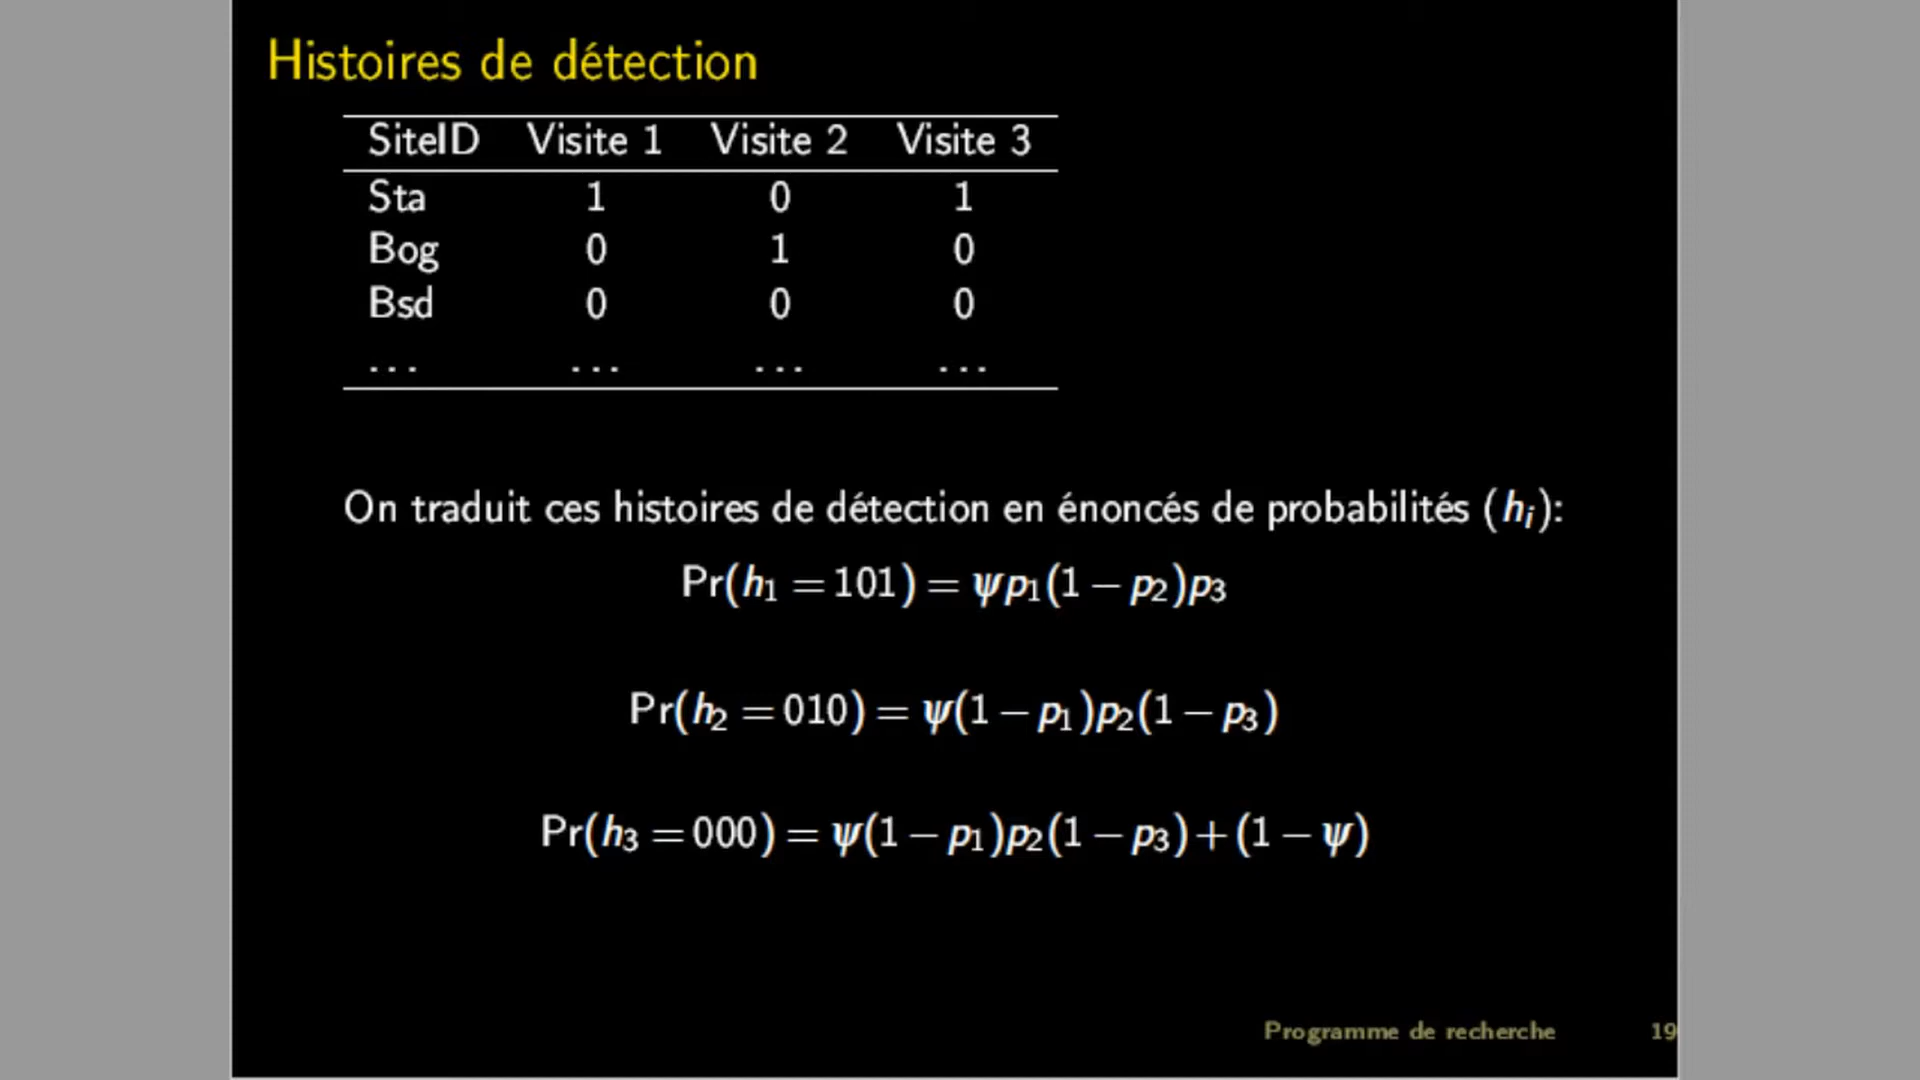 Histoires de détection
SiteID Visite 1 Visite 2 Visite 3
Sta 1 0 1
Bog 0 1 0
Bsd 0 0 0
... ... ... ...
On traduit ces histoires de détection en énoncés de probabilités (hᵢ):
Pr(h₁ = 101) = ψp₁(1 − p₂)p₃
Pr(h₂ = 010) = ψ(1 − p₁)p₂(1 − p₃)
Pr(h₃ = 000) = ψ(1 − p₁)p₂(1 − p₃) + (1 − ψ)
Programme de recherche 19